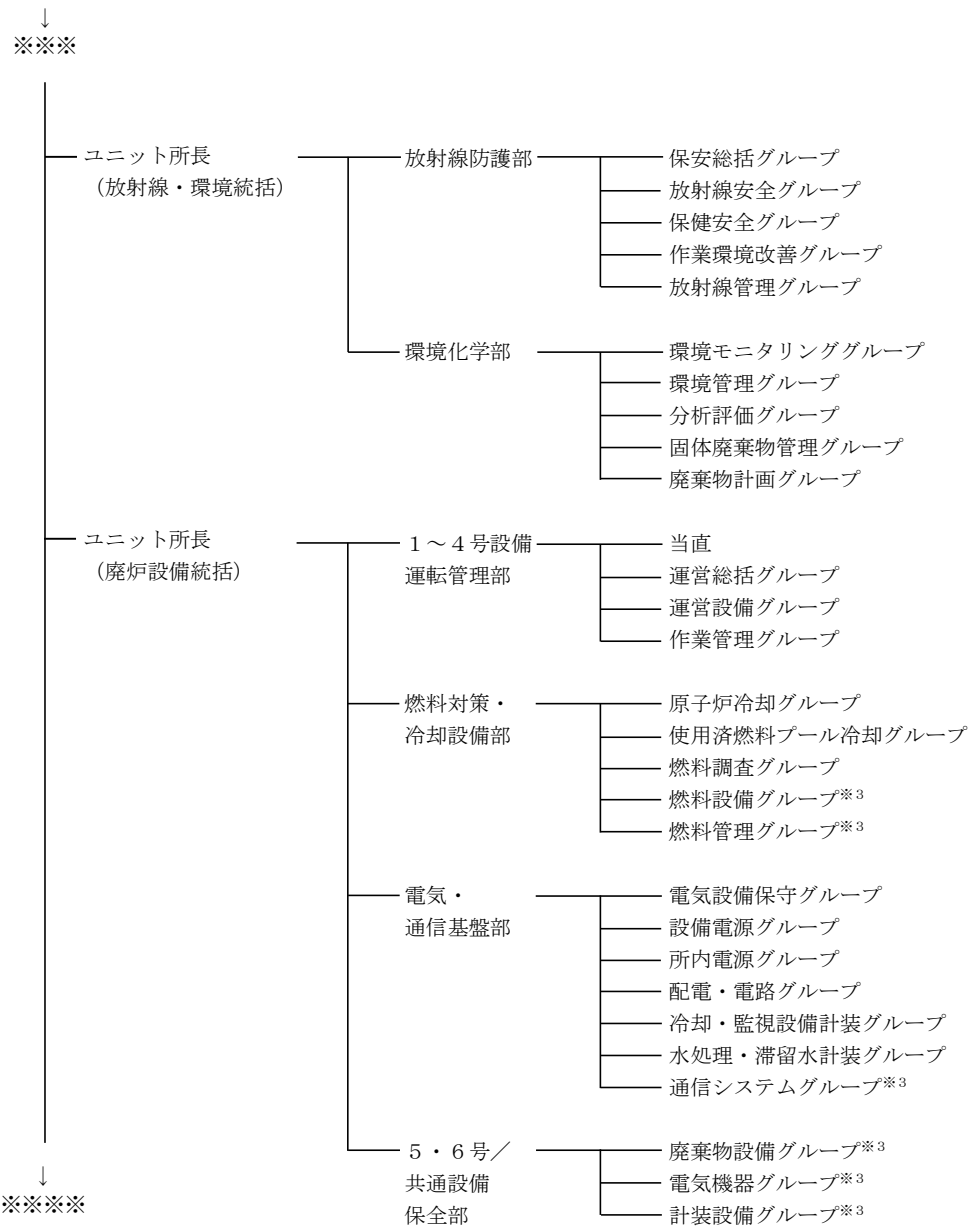 ↓
※※※
ユニット所長
（放射線・環境統括）
放射線防護部
保安総括グループ
放射線安全グループ
保健安全グループ
作業環境改善グループ
放射線管理グループ
環境化学部
環境モニタリンググループ
環境管理グループ
分析評価グループ
固体廃棄物管理グループ
廃棄物計画グループ
ユニット所長
（廃炉設備統括）
１～４号設備
運転管理部
当直
運営総括グループ
運営設備グループ
作業管理グループ
燃料対策・
冷却設備部
原子炉冷却グループ
使用済燃料プール冷却グループ
燃料調査グループ
燃料設備グループ※３
燃料管理グループ※３
電気・
通信基盤部
電気設備保守グループ
設備電源グループ
所内電源グループ
配電・電路グループ
冷却・監視設備計装グループ
水処理・滞留水計装グループ
通信システムグループ※３
５・６号／
共通設備
保全部
廃棄物設備グループ※３
電気機器グループ※３
計装設備グループ※３
↓
※※※※